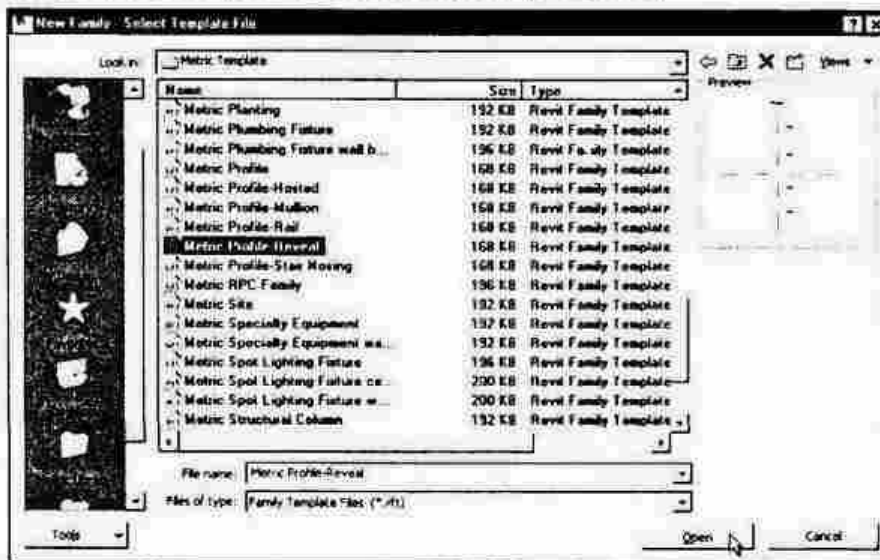 New Family - Select Template File
Look in: Metric Template
Views
Preview
Name Size Type
Metric Planting 192 KB Revit Family Template
Metric Plumbing Fixture 192 KB Revit Family Template
Metric Plumbing Fixture wall b... 196 KB Revit Family Template
Metric Profile 168 KB Revit Family Template
Metric Profile-Hosted 168 KB Revit Family Template
Metric Profile-Mullion 168 KB Revit Family Template
Metric Profile-Rail 168 KB Revit Family Template
Metric Profile-Reveal 168 KB Revit Family Template
Metric Profile-Stair Nosing 168 KB Revit Family Template
Metric RPC Family 196 KB Revit Family Template
Metric Site 192 KB Revit Family Template
Metric Specialty Equipment 192 KB Revit Family Template
Metric Specialty Equipment wa... 192 KB Revit Family Template
Metric Spot Lighting Fixture 196 KB Revit Family Template
Metric Spot Lighting Fixture ce... 200 KB Revit Family Template
Metric Spot Lighting Fixture w... 200 KB Revit Family Template
Metric Structural Column 192 KB Revit Family Template
File name: Metric Profile-Reveal
Files of type: Family Template Files (*.rft)
Tools
Open
Cancel